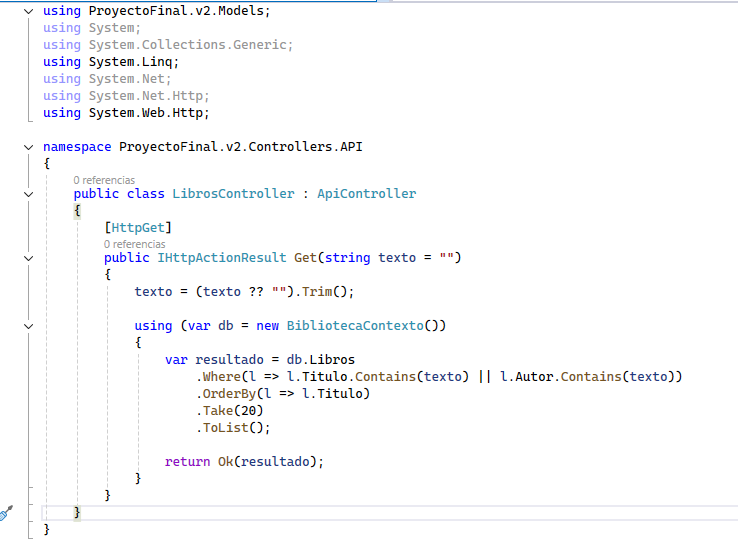 using ProyectoFinal.v2.Models;
using System;
using System.Collections.Generic;
using System.Linq;
using System.Net;
using System.Net.Http;
using System.Web.Http;

namespace ProyectoFinal.v2.Controllers.API
{
    0 referencias
    public class LibrosController : ApiController
    {
        [HttpGet]
        0 referencias
        public IHttpActionResult Get(string texto = "")
        {
            texto = (texto ?? "").Trim();

            using (var db = new BibliotecaContexto())
            {
                var resultado = db.Libros
                    .Where(l => l.Titulo.Contains(texto) || l.Autor.Contains(texto))
                    .OrderBy(l => l.Titulo)
                    .Take(20)
                    .ToList();

                return Ok(resultado);
            }
        }
    }
}